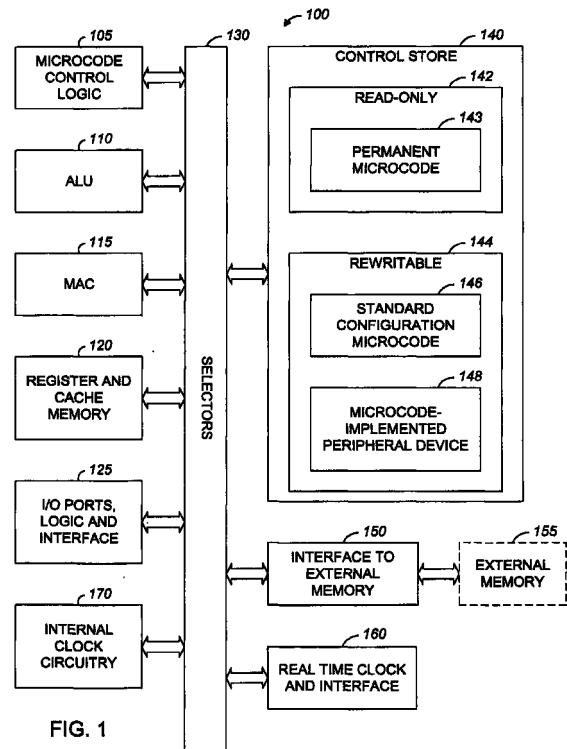 100
105
MICROCODE
CONTROL
LOGIC
110
ALU
115
MAC
120
REGISTER AND
CACHE MEMORY
125
I/O PORTS,
LOGIC AND
INTERFACE
170
INTERNAL
CLOCK
CIRCUITRY
130
SELECTORS
140
CONTROL STORE
142
READ-ONLY
143
PERMANENT
MICROCODE
144
REWRITABLE
146
STANDARD
CONFIGURATION
MICROCODE
148
MICROCODE-
IMPLEMENTED
PERIPHERAL DEVICE
150
INTERFACE TO
EXTERNAL
MEMORY
155
EXTERNAL
MEMORY
160
REAL TIME CLOCK
AND INTERFACE
FIG. 1